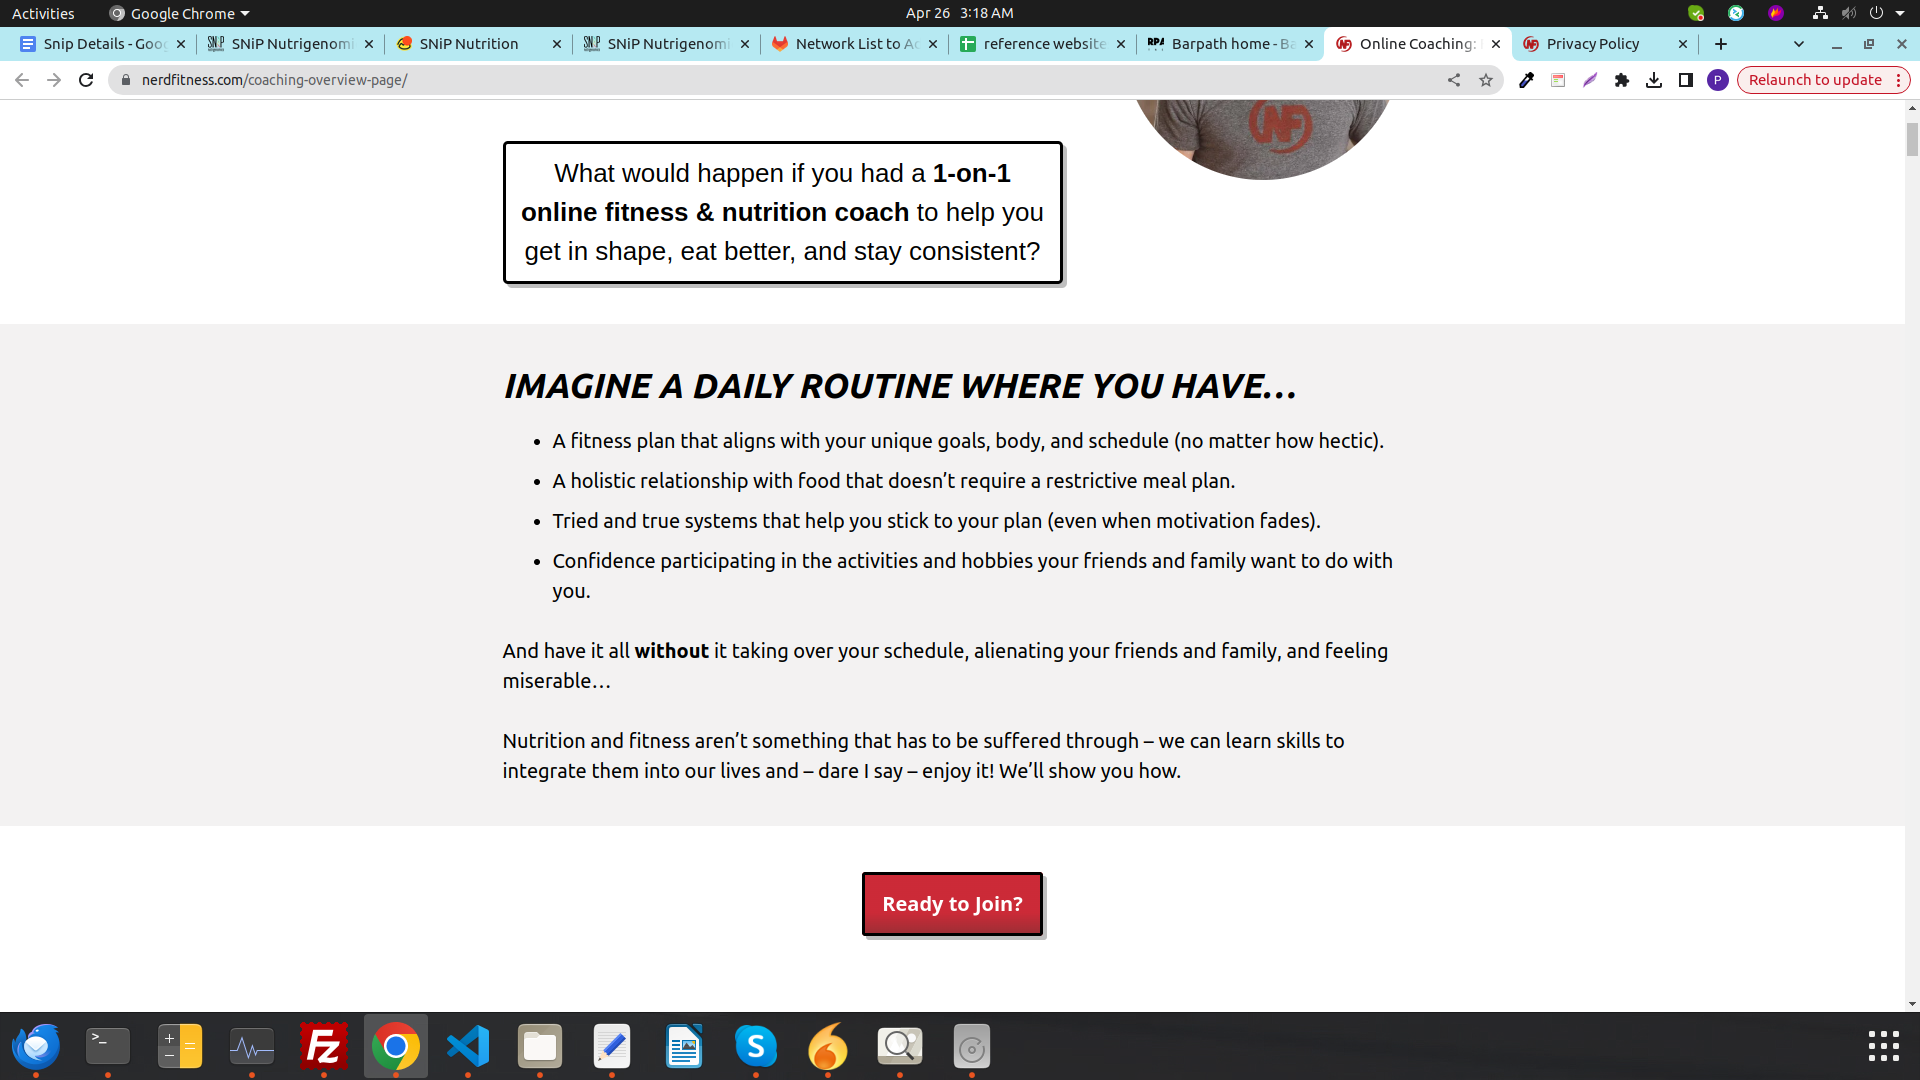 Activities
Google Chrome
Apr 26 3:18 AM
Snip Details - Goog
SNiP Nutrigenomi
SNiP Nutrition
SNiP Nutrigenomi
Network List to Ac
reference website
Barpath home - Ba
Online Coaching:
Privacy Policy
nerdfitness.com/coaching-overview-page/
P
Relaunch to update
NF
What would happen if you had a 1-on-1
online fitness & nutrition coach to help you
get in shape, eat better, and stay consistent?
IMAGINE A DAILY ROUTINE WHERE YOU HAVE…
• A fitness plan that aligns with your unique goals, body, and schedule (no matter how hectic).
• A holistic relationship with food that doesn’t require a restrictive meal plan.
• Tried and true systems that help you stick to your plan (even when motivation fades).
• Confidence participating in the activities and hobbies your friends and family want to do with
you.
And have it all without it taking over your schedule, alienating your friends and family, and feeling
miserable…
Nutrition and fitness aren’t something that has to be suffered through – we can learn skills to
integrate them into our lives and – dare I say – enjoy it! We’ll show you how.
Ready to Join?